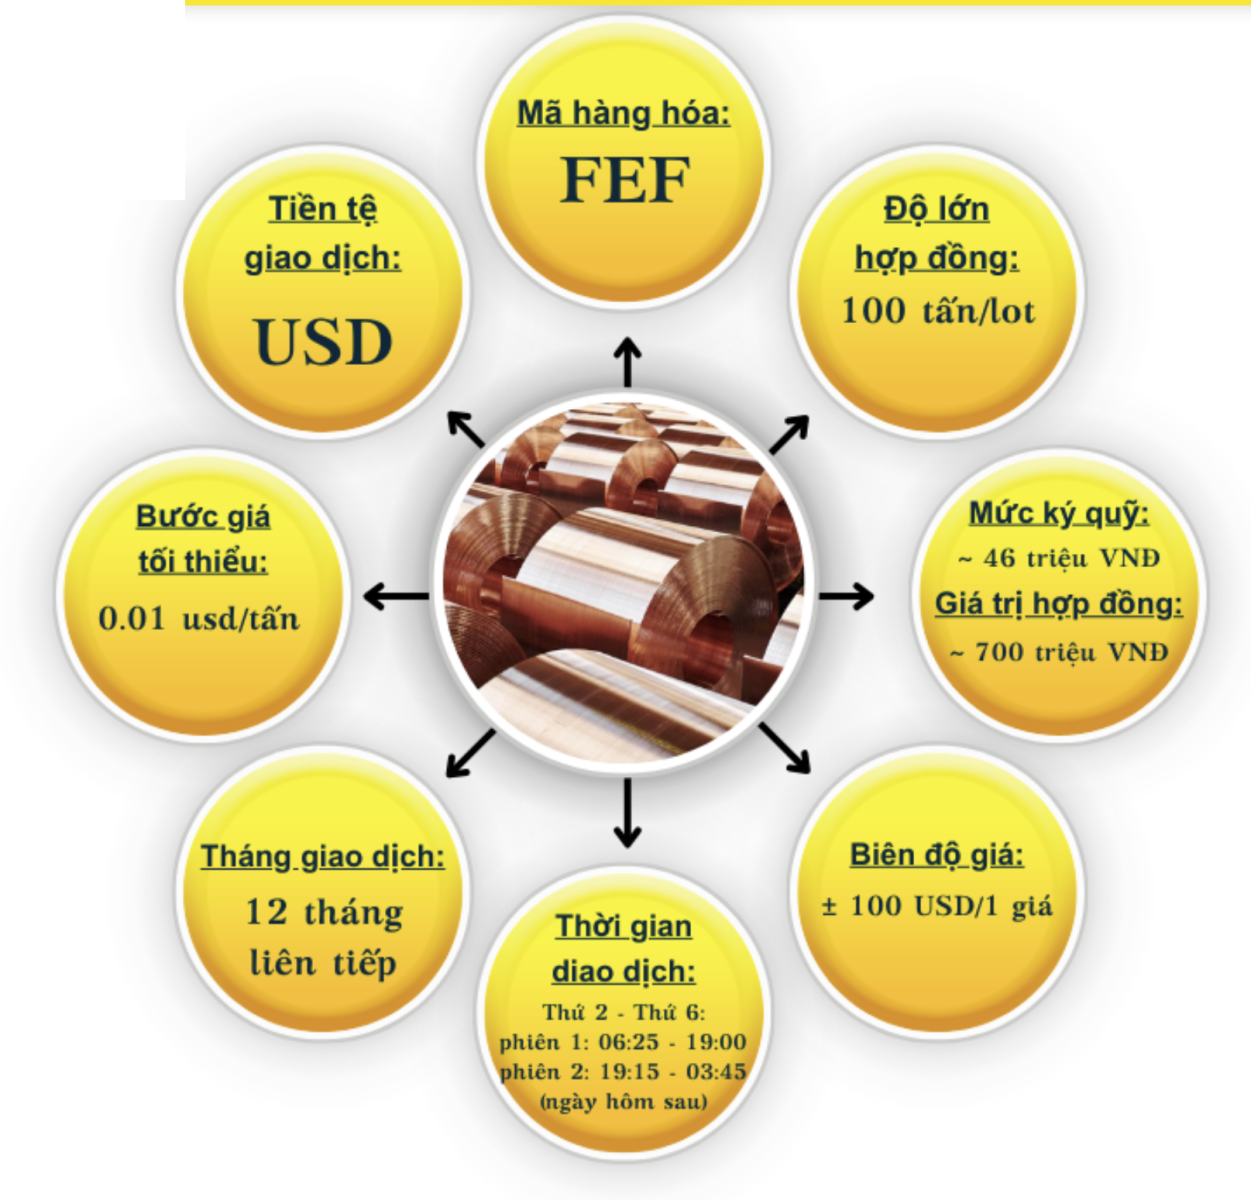 Mã hàng hóa:
FEF
Độ lớn
hợp đồng:
100 tấn/lot
Mức ký quỹ:
~ 46 triệu VNĐ
Giá trị hợp đồng:
~ 700 triệu VNĐ
Biên độ giá:
± 100 USD/1 giá
Thời gian
diao dịch:
Thứ 2 - Thứ 6:
phiên 1: 06:25 - 19:00
phiên 2: 19:15 - 03:45
(ngày hôm sau)
Tháng giao dịch:
12 tháng
liên tiếp
Bước giá
tối thiểu:
0.01 usd/tấn
Tiền tệ
giao dịch:
USD